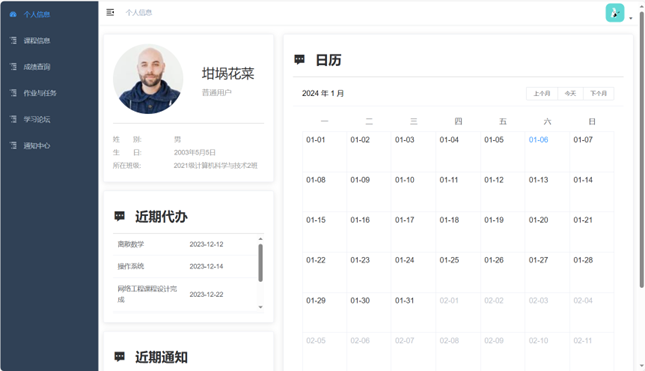 个人信息
课程信息
成绩查询
作业与任务
学习论坛
通知中心
个人信息
坩埚花菜
普通用户
姓 别: 男
生 日: 2003年5月5日
所在班级: 2021级计算机科学与技术2班
近期代办
离散数学 2023-12-12
操作系统 2023-12-14
网络工程课程设计完成 2023-12-22
近期通知
日历
2024 年 1 月 上个月 今天 下个月
一 二 三 四 五 六 日
01-01 01-02 01-03 01-04 01-05 01-06 01-07
01-08 01-09 01-10 01-11 01-12 01-13 01-14
01-15 01-16 01-17 01-18 01-19 01-20 01-21
01-22 01-23 01-24 01-25 01-26 01-27 01-28
01-29 01-30 01-31 02-01 02-02 02-03 02-04
02-05 02-06 02-07 02-08 02-09 02-10 02-11